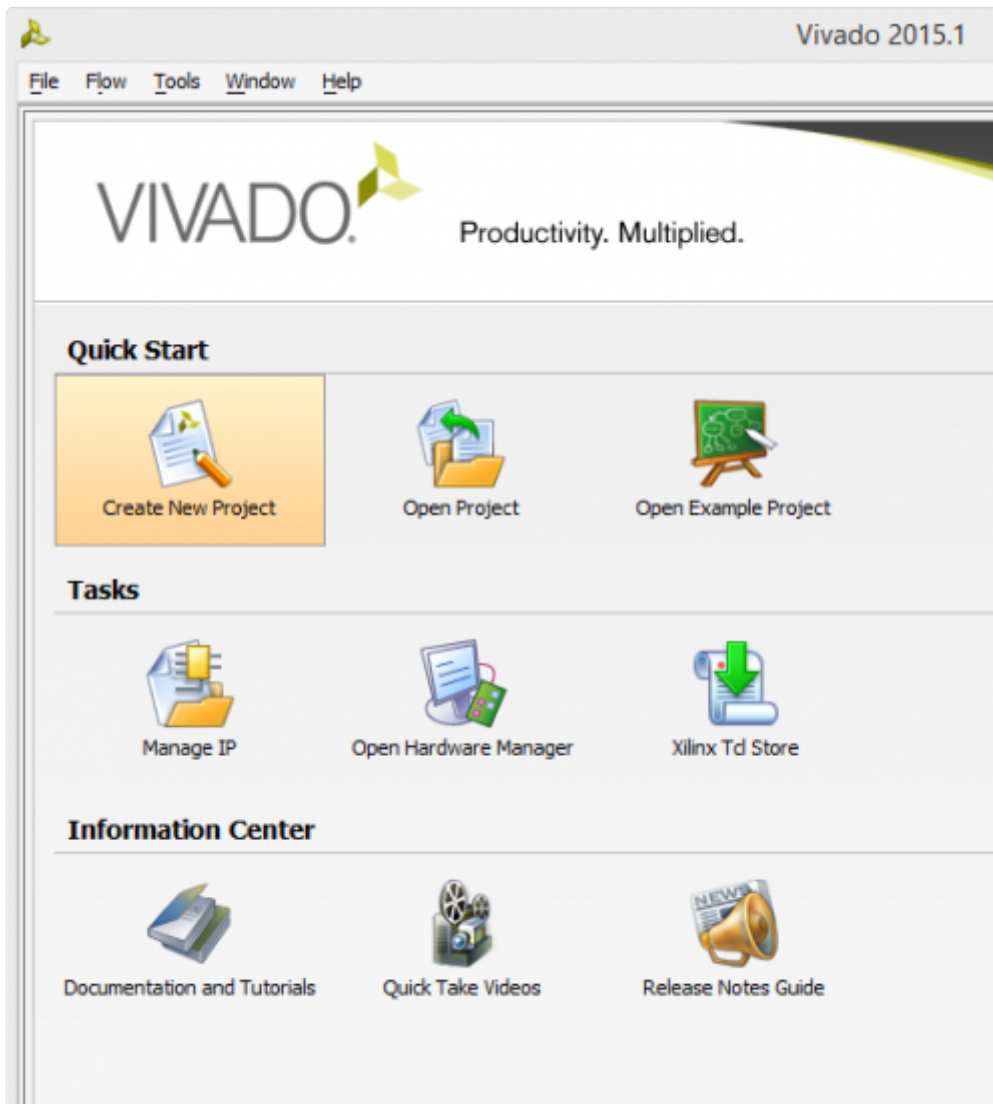 Vivado 2015.1
File Flow Tools Window Help
VIVADO.
Productivity. Multiplied.
Quick Start
Create New Project Open Project Open Example Project
Tasks
Manage IP Open Hardware Manager Xilinx Tcl Store
Information Center
NEWS
Documentation and Tutorials Quick Take Videos Release Notes Guide